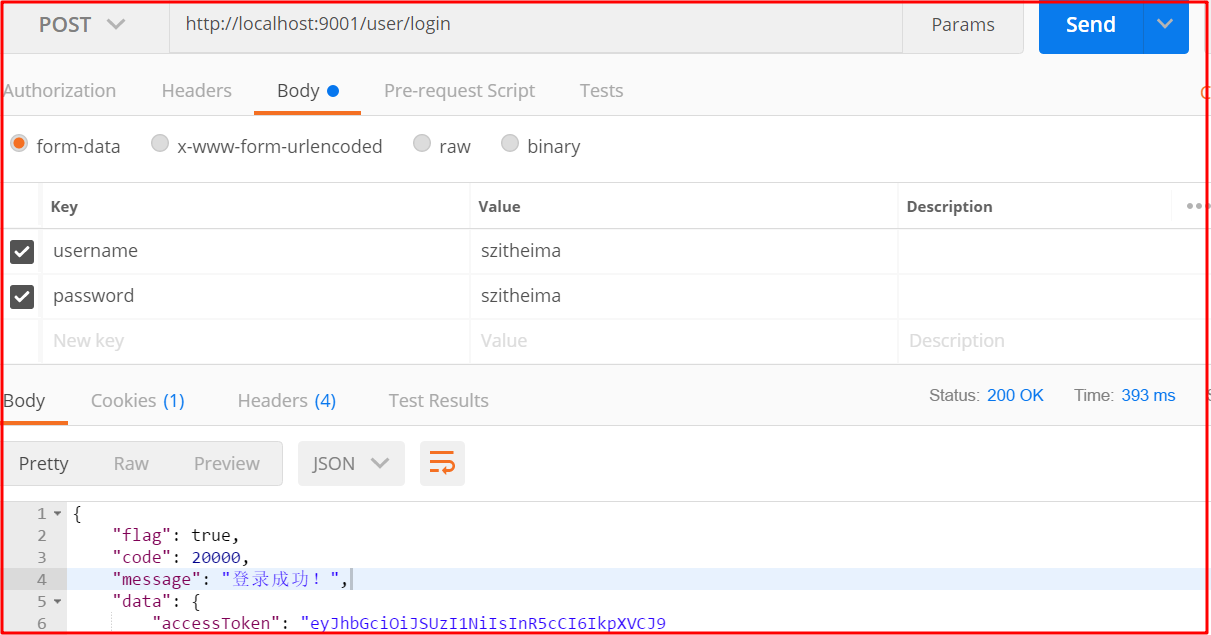 POST http://localhost:9001/user/login Params Send
Authorization Headers Body Pre-request Script Tests
form-data x-www-form-urlencoded raw binary
Key Value Description
username szitheima
password szitheima
New key Value Description
Body Cookies (1) Headers (4) Test Results Status: 200 OK Time: 393 ms
Pretty Raw Preview JSON
1 {
2 "flag": true,
3 "code": 20000,
4 "message": "登录成功！",
5 "data": {
6 "accessToken": "eyJhbGciOiJSUzI1NiIsInR5cCI6IkpXVCJ9